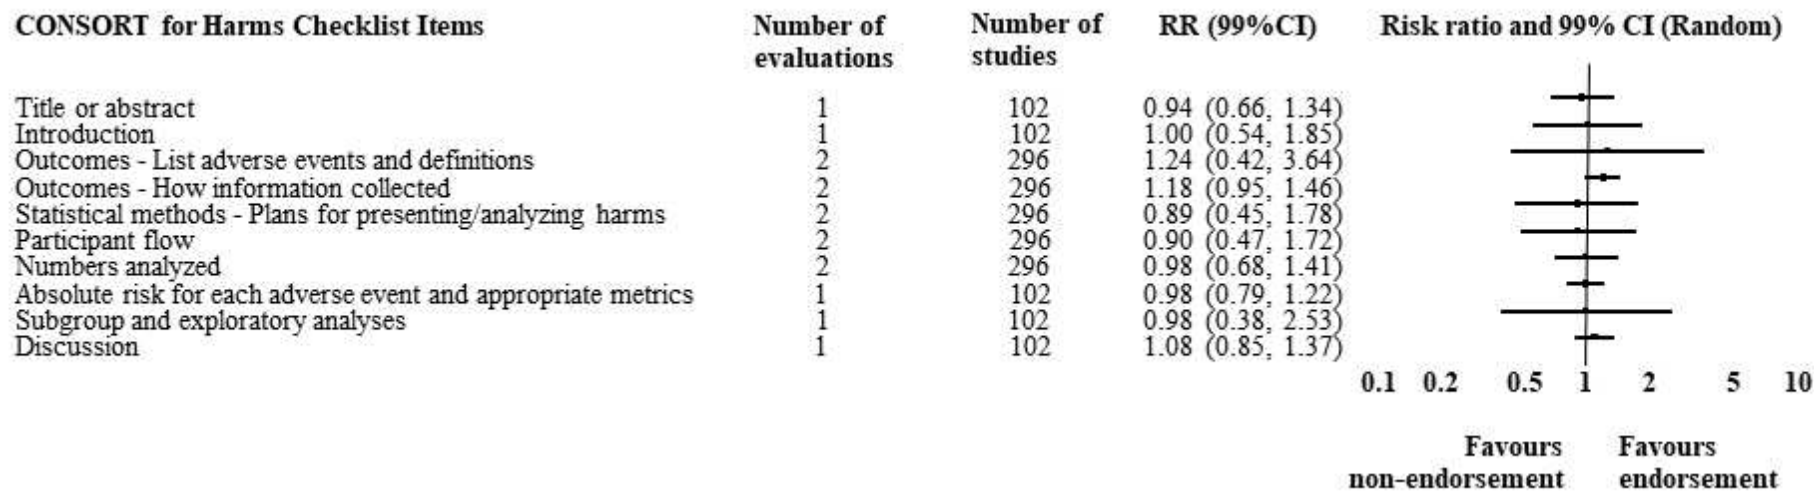 CONSORT for Harms Checklist Items Number of evaluations Number of studies RR (99%CI) Risk ratio and 99% CI (Random)
Title or abstract 1 102 0.94 (0.66, 1.34)
Introduction 1 102 1.00 (0.54, 1.85)
Outcomes - List adverse events and definitions 2 296 1.24 (0.42, 3.64)
Outcomes - How information collected 2 296 1.18 (0.95, 1.46)
Statistical methods - Plans for presenting/analyzing harms 2 296 0.89 (0.45, 1.78)
Participant flow 2 296 0.90 (0.47, 1.72)
Numbers analyzed 2 296 0.98 (0.68, 1.41)
Absolute risk for each adverse event and appropriate metrics 1 102 0.98 (0.79, 1.22)
Subgroup and exploratory analyses 1 102 0.98 (0.38, 2.53)
Discussion 1 102 1.08 (0.85, 1.37)
0.1 0.2 0.5 1 2 5 10
Favours non-endorsement Favours endorsement